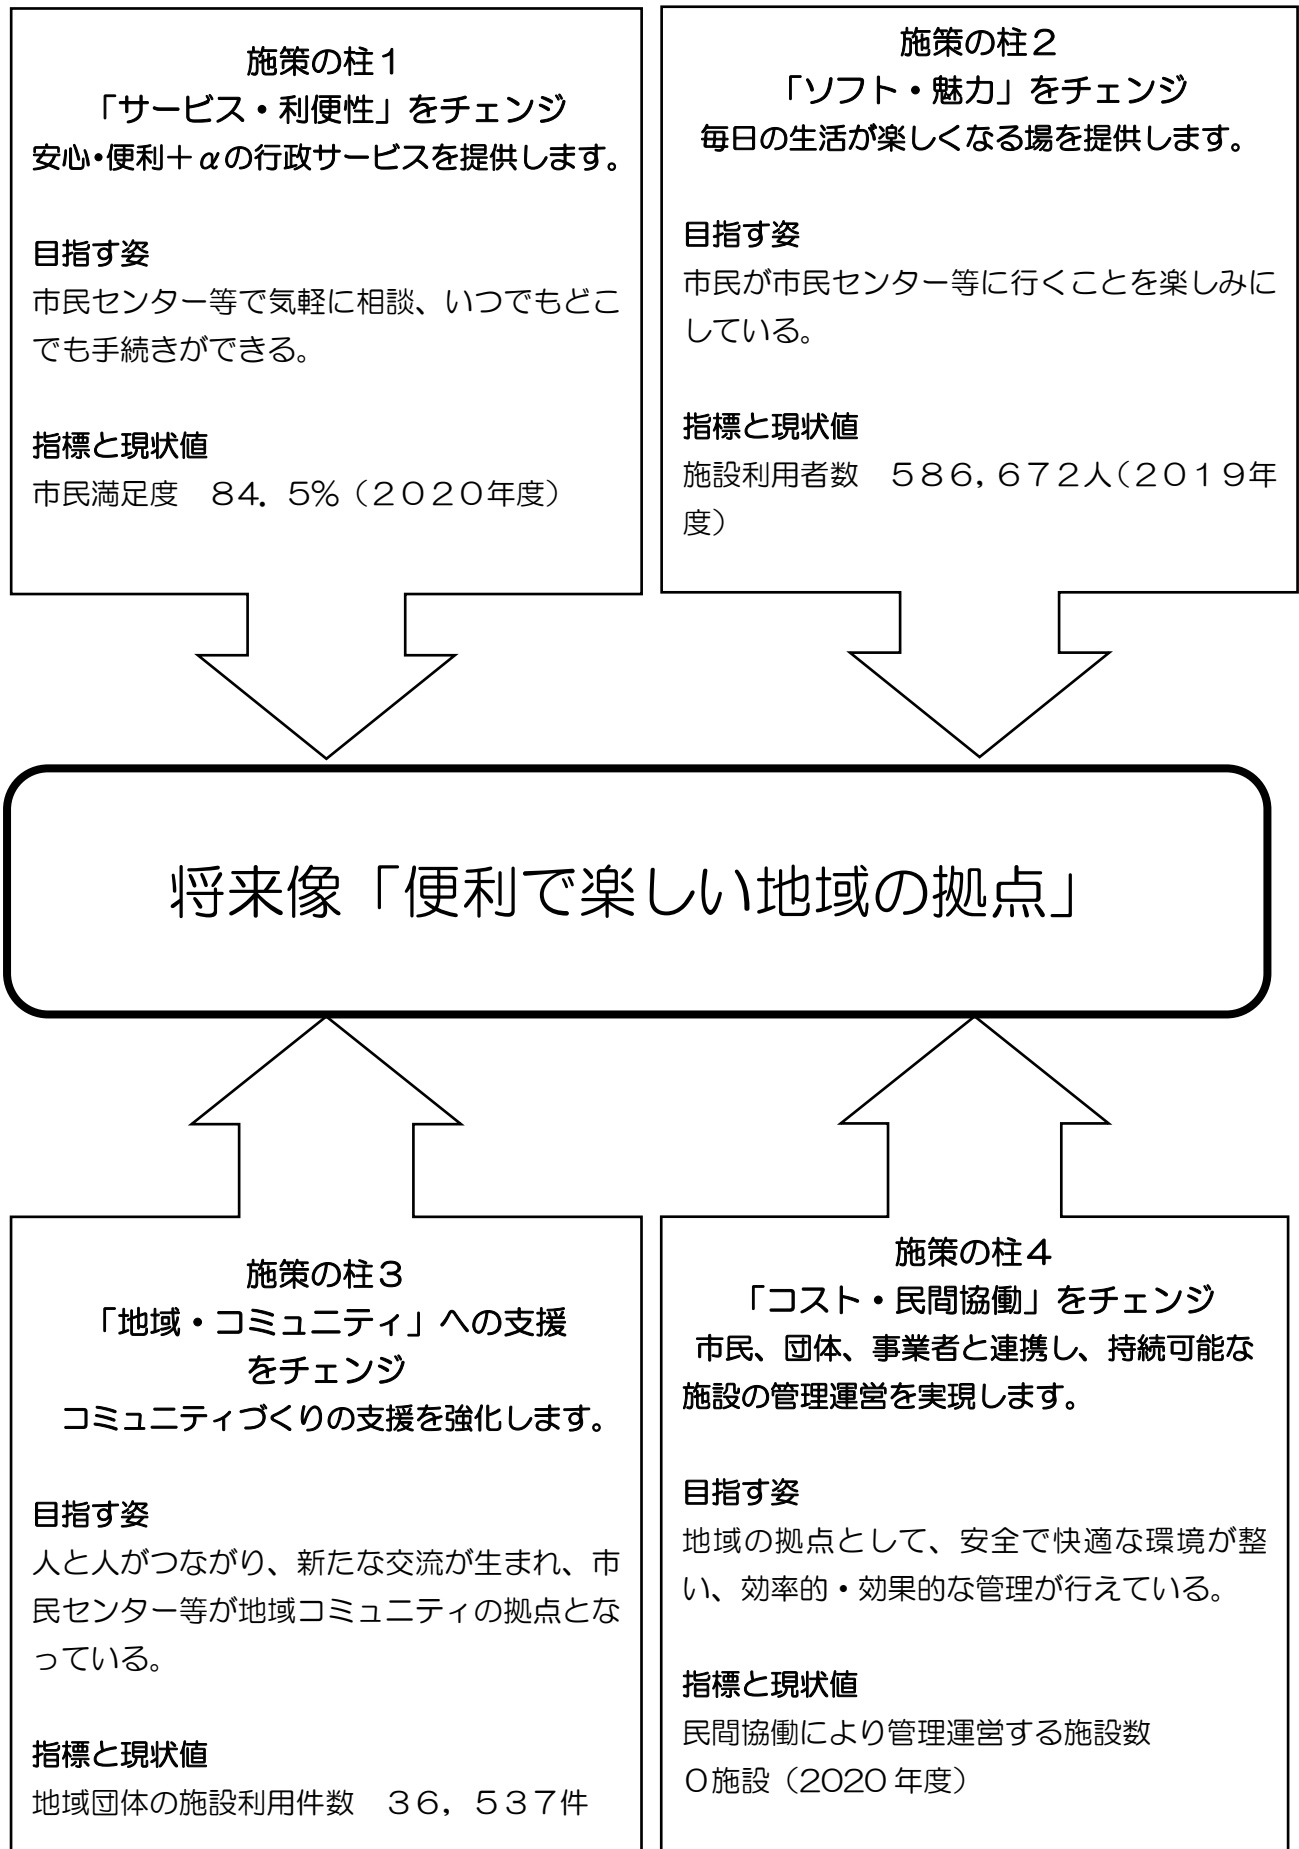 施策の柱１
「サービス・利便性」をチェンジ
安心・便利＋αの行政サービスを提供します。
目指す姿
市民センター等で気軽に相談、いつでもどこ
でも手続きができる。
指標と現状値
市民満足度　８４．５％（２０２０年度）
施策の柱２
「ソフト・魅力」をチェンジ
毎日の生活が楽しくなる場を提供します。
目指す姿
市民が市民センター等に行くことを楽しみに
している。
指標と現状値
施設利用者数　５８６，６７２人（２０１９年
度）
将来像「便利で楽しい地域の拠点」
施策の柱３
「地域・コミュニティ」への支援
をチェンジ
コミュニティづくりの支援を強化します。
目指す姿
人と人がつながり、新たな交流が生まれ、市
民センター等が地域コミュニティの拠点とな
っている。
指標と現状値
地域団体の施設利用件数　３６，５３７件
施策の柱４
「コスト・民間協働」をチェンジ
市民、団体、事業者と連携し、持続可能な
施設の管理運営を実現します。
目指す姿
地域の拠点として、安全で快適な環境が整
い、効率的・効果的な管理が行えている。
指標と現状値
民間協働により管理運営する施設数
０施設（2020 年度）